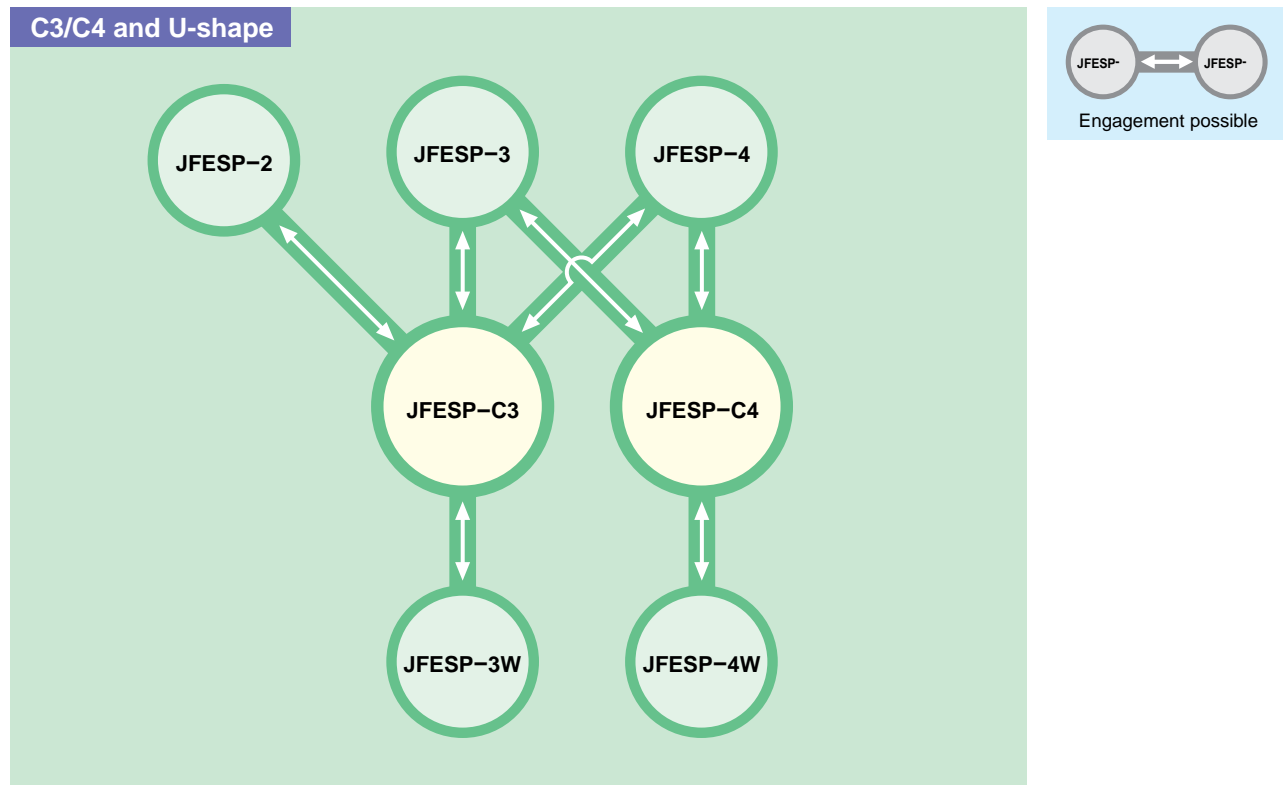 C3/C4 and U-shape
JFESP-
JFESP-
Engagement possible
JFESP−2
JFESP−3
JFESP−4
JFESP−C3
JFESP−C4
JFESP−3W
JFESP−4W